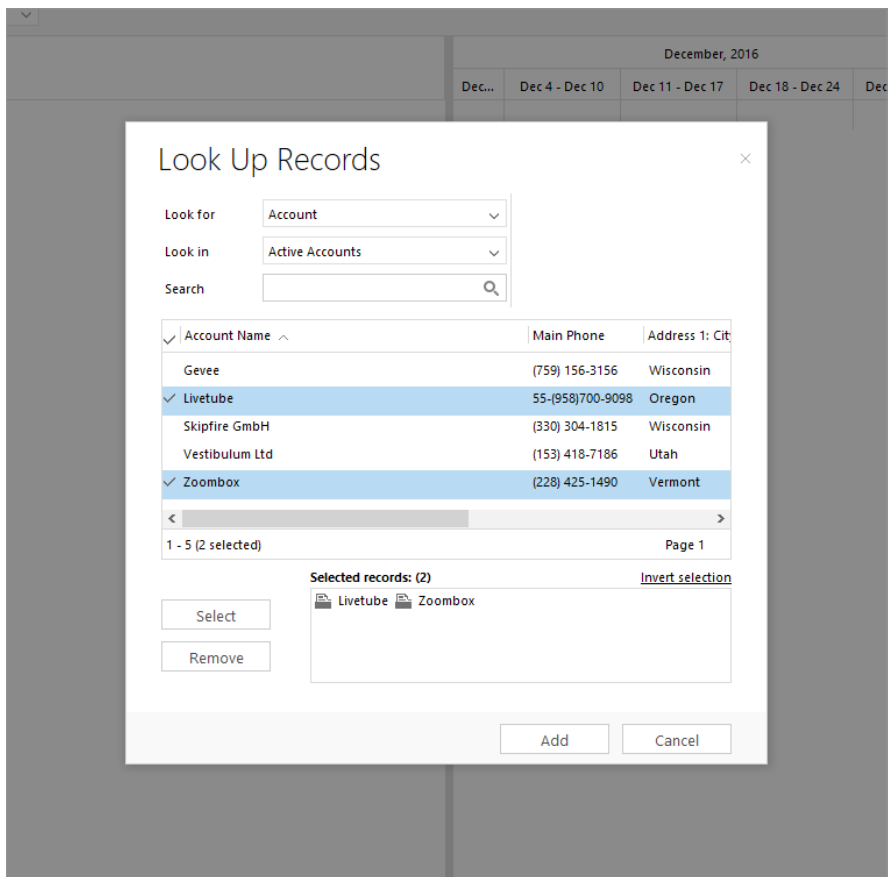 December, 2016
Dec... Dec 4 - Dec 10 Dec 11 - Dec 17 Dec 18 - Dec 24 Dec
Look Up Records
Look for Account
Look in Active Accounts
Search
Account Name Main Phone Address 1: Cit
Gevee (759) 156-3156 Wisconsin
Livetube 55-(958)700-9098 Oregon
Skipfire GmbH (330) 304-1815 Wisconsin
Vestibulum Ltd (153) 418-7186 Utah
Zoombox (228) 425-1490 Vermont
1 - 5 (2 selected) Page 1
Selected records: (2) Invert selection
Livetube Zoombox
Select
Remove
Add Cancel